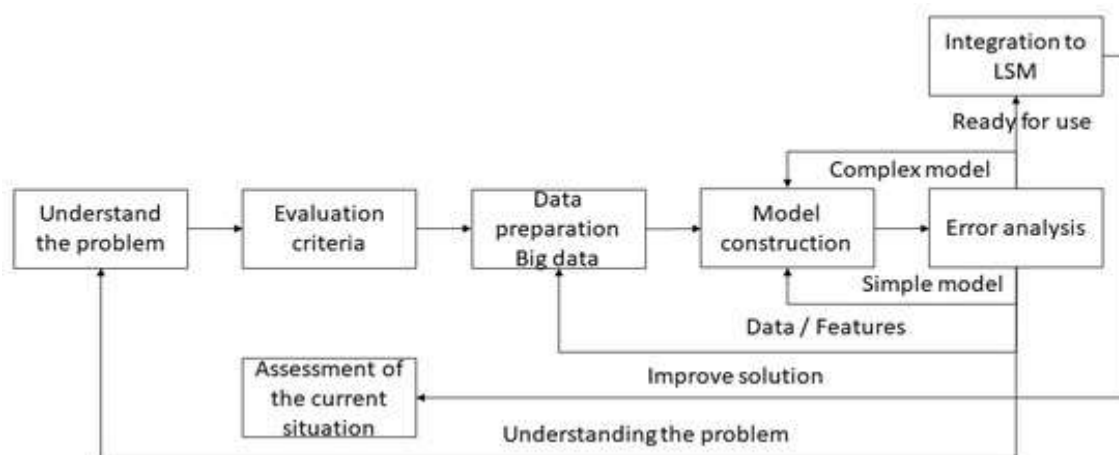 Integration to
LSM
Ready for use
Complex model
Understand
the problem
Evaluation
criteria
Data
preparation
Big data
Model
construction
Error analysis
Simple model
Data / Features
Assessment of
the current
situation
Improve solution
Understanding the problem